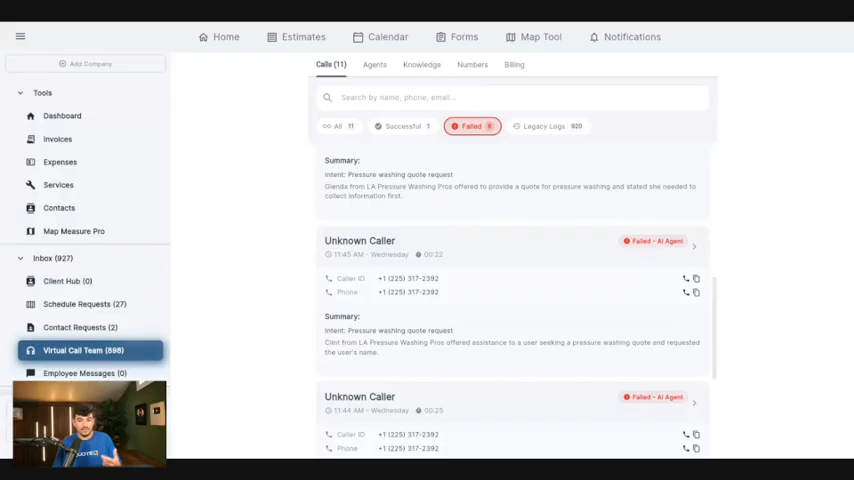 Home
Estimates
Calendar
Forms
Map Tool
Notifications
Add Company
Tools
Dashboard
Invoices
Expenses
Services
Contacts
Map Measure Pro
Inbox (927)
Client Hub (0)
Schedule Requests (27)
Contact Requests (2)
Virtual Call Team (898)
Employee Messages (0)
Calls (11)
Agents
Knowledge
Numbers
Billing
Search by name, phone, email...
All 11
Successful 1
Failed
Legacy Logs 920
Summary:
Intent: Pressure washing quote request
Glenda from LA Pressure Washing Pros offered to provide a quote for pressure washing and stated she needed to
collect information first.
Unknown Caller
Failed - AI Agent
11:45 AM - Wednesday 00:22
Caller ID +1 (225) 317-2392
Phone +1 (225) 317-2392
Summary:
Intent: Pressure washing quote request
Clint from LA Pressure Washing Pros offered assistance to a user seeking a pressure washing quote and requested
the user's name.
Unknown Caller
Failed - AI Agent
11:44 AM - Wednesday 00:25
Caller ID +1 (225) 317-2392
Phone +1 (225) 317-2392